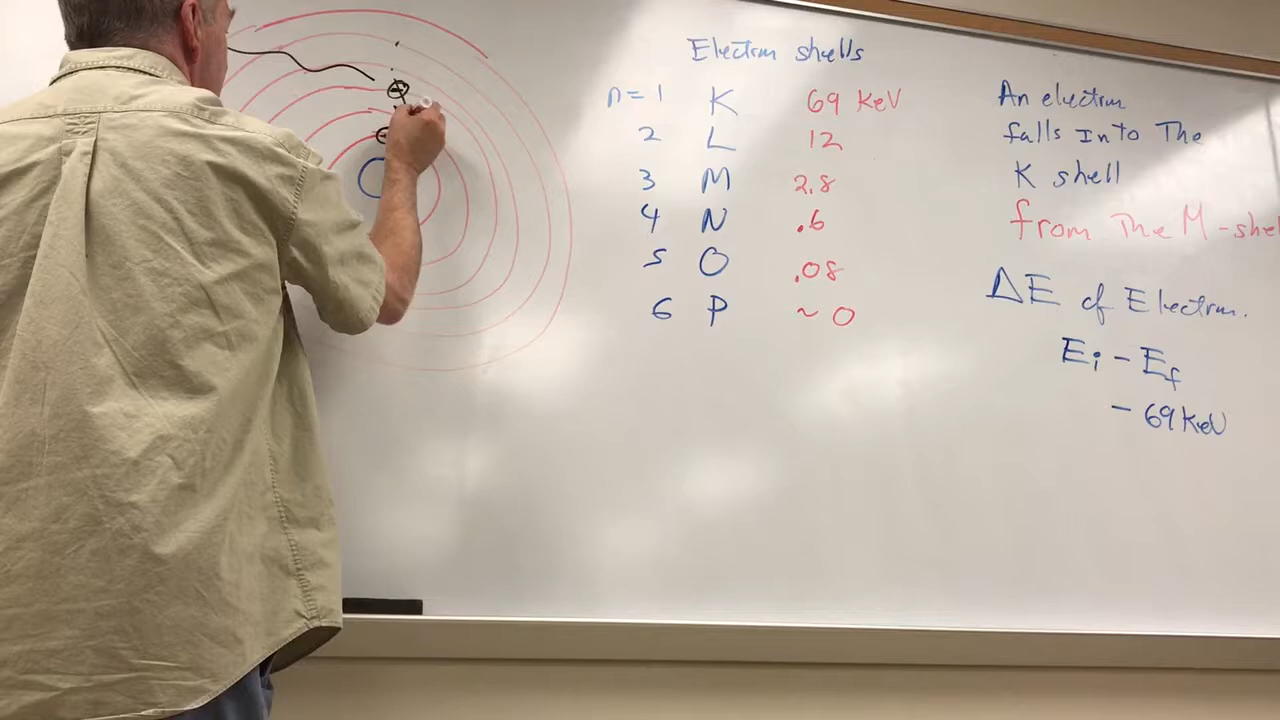 Electron shells
n=1 K 69 KeV
2 L 12
3 M 2.8
4 N .6
5 O .08
6 P ~ 0
An electron
falls Into The
K shell
from The M-shel
ΔE of Electron.
Ei - Ef
- 69 KeV